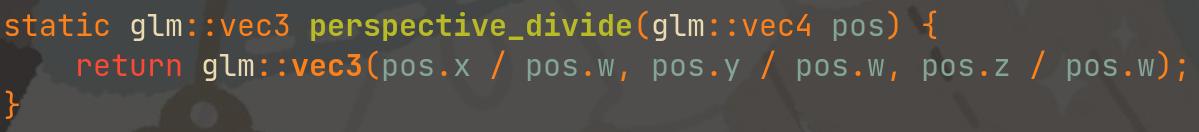 static glm::vec3 perspective_divide(glm::vec4 pos) {
    return glm::vec3(pos.x / pos.w, pos.y / pos.w, pos.z / pos.w);
}